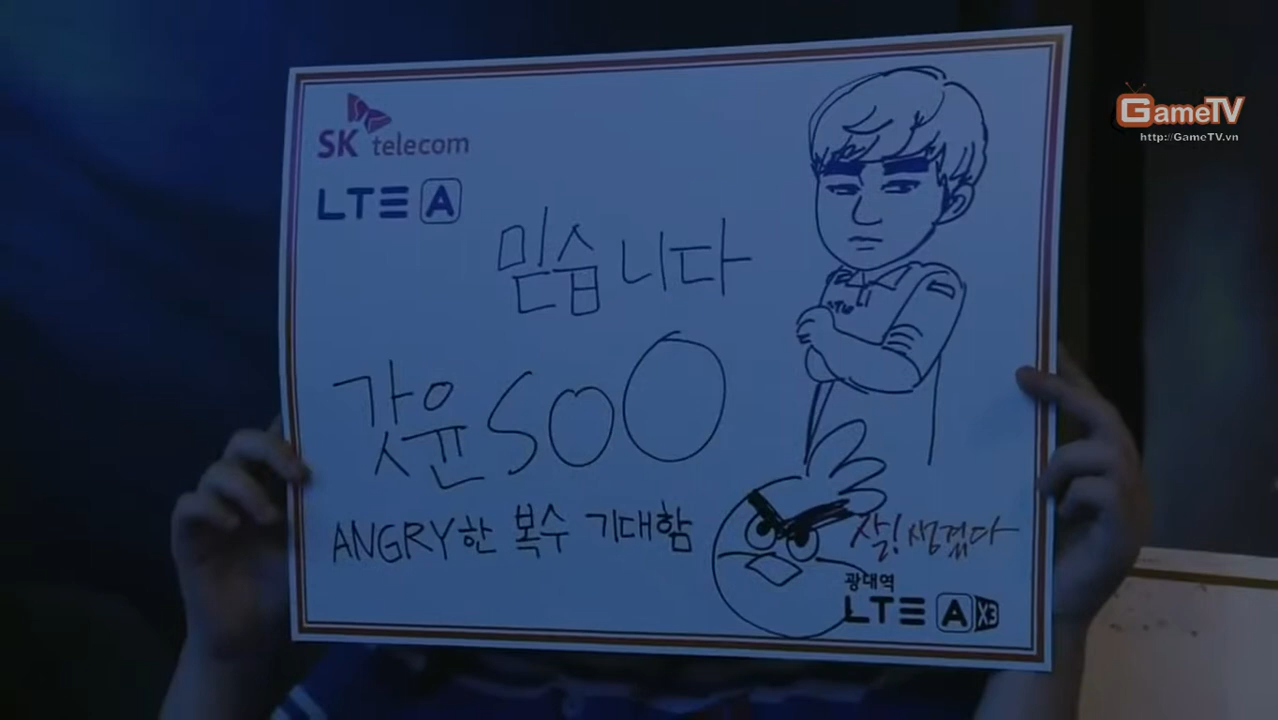 GameTV
http://GameTV.vn
SK telecom
LTE A
믿습니다
갓윤SOO
ANGRY한 복수 기대함
잘! 생겼다
광대역
LTE A X3